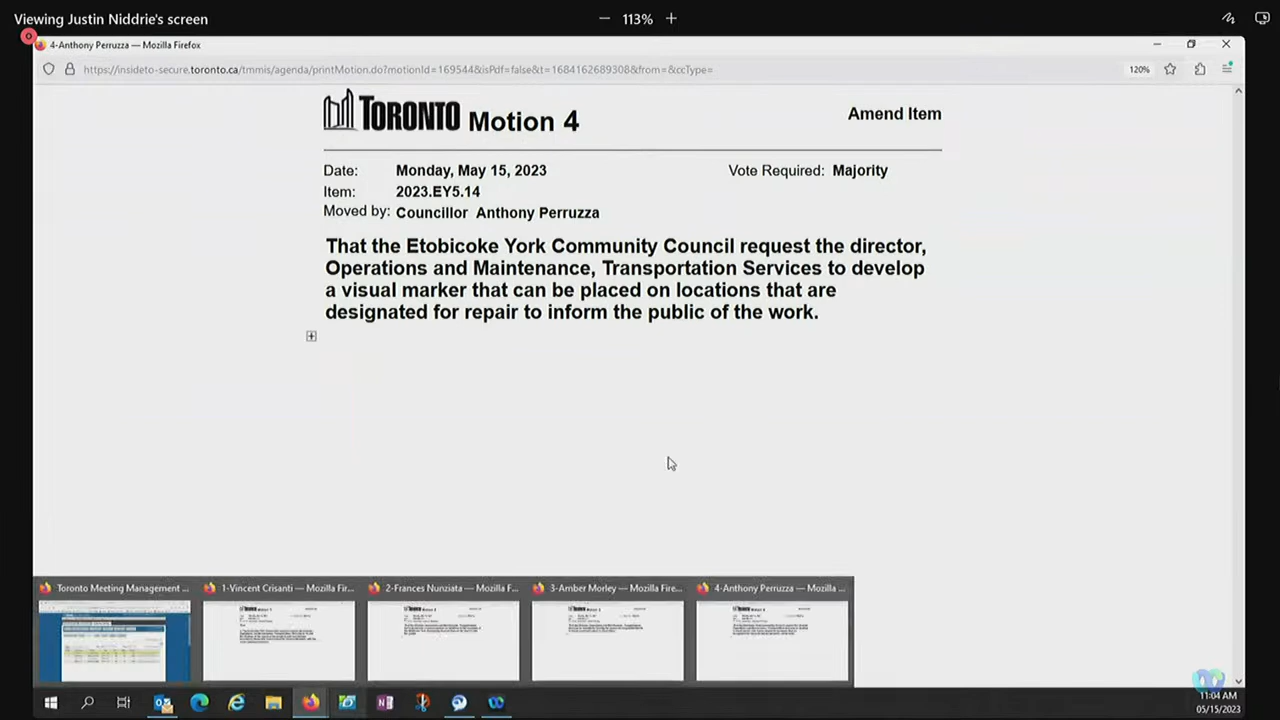 Viewing Justin Niddrie's screen
113%
4-Anthony Perruzza — Mozilla Firefox
https://insideto-secure.toronto.ca/tmmis/agenda/printMotion.do?motionId=169544&isPdf=false&t=1684162689308&from=&ccType=
120%
TORONTO Motion 4
Amend Item
Date: Monday, May 15, 2023
Vote Required: Majority
Item: 2023.EY5.14
Moved by: Councillor Anthony Perruzza
That the Etobicoke York Community Council request the director,
Operations and Maintenance, Transportation Services to develop
a visual marker that can be placed on locations that are
designated for repair to inform the public of the work.
Toronto Meeting Management ...
1-Vincent Crisanti — Mozilla Fir...
2-Frances Nunziata — Mozilla F...
3-Amber Morley — Mozilla Fire...
4-Anthony Perruzza — Mozilla ...
11:04 AM
05/15/2023